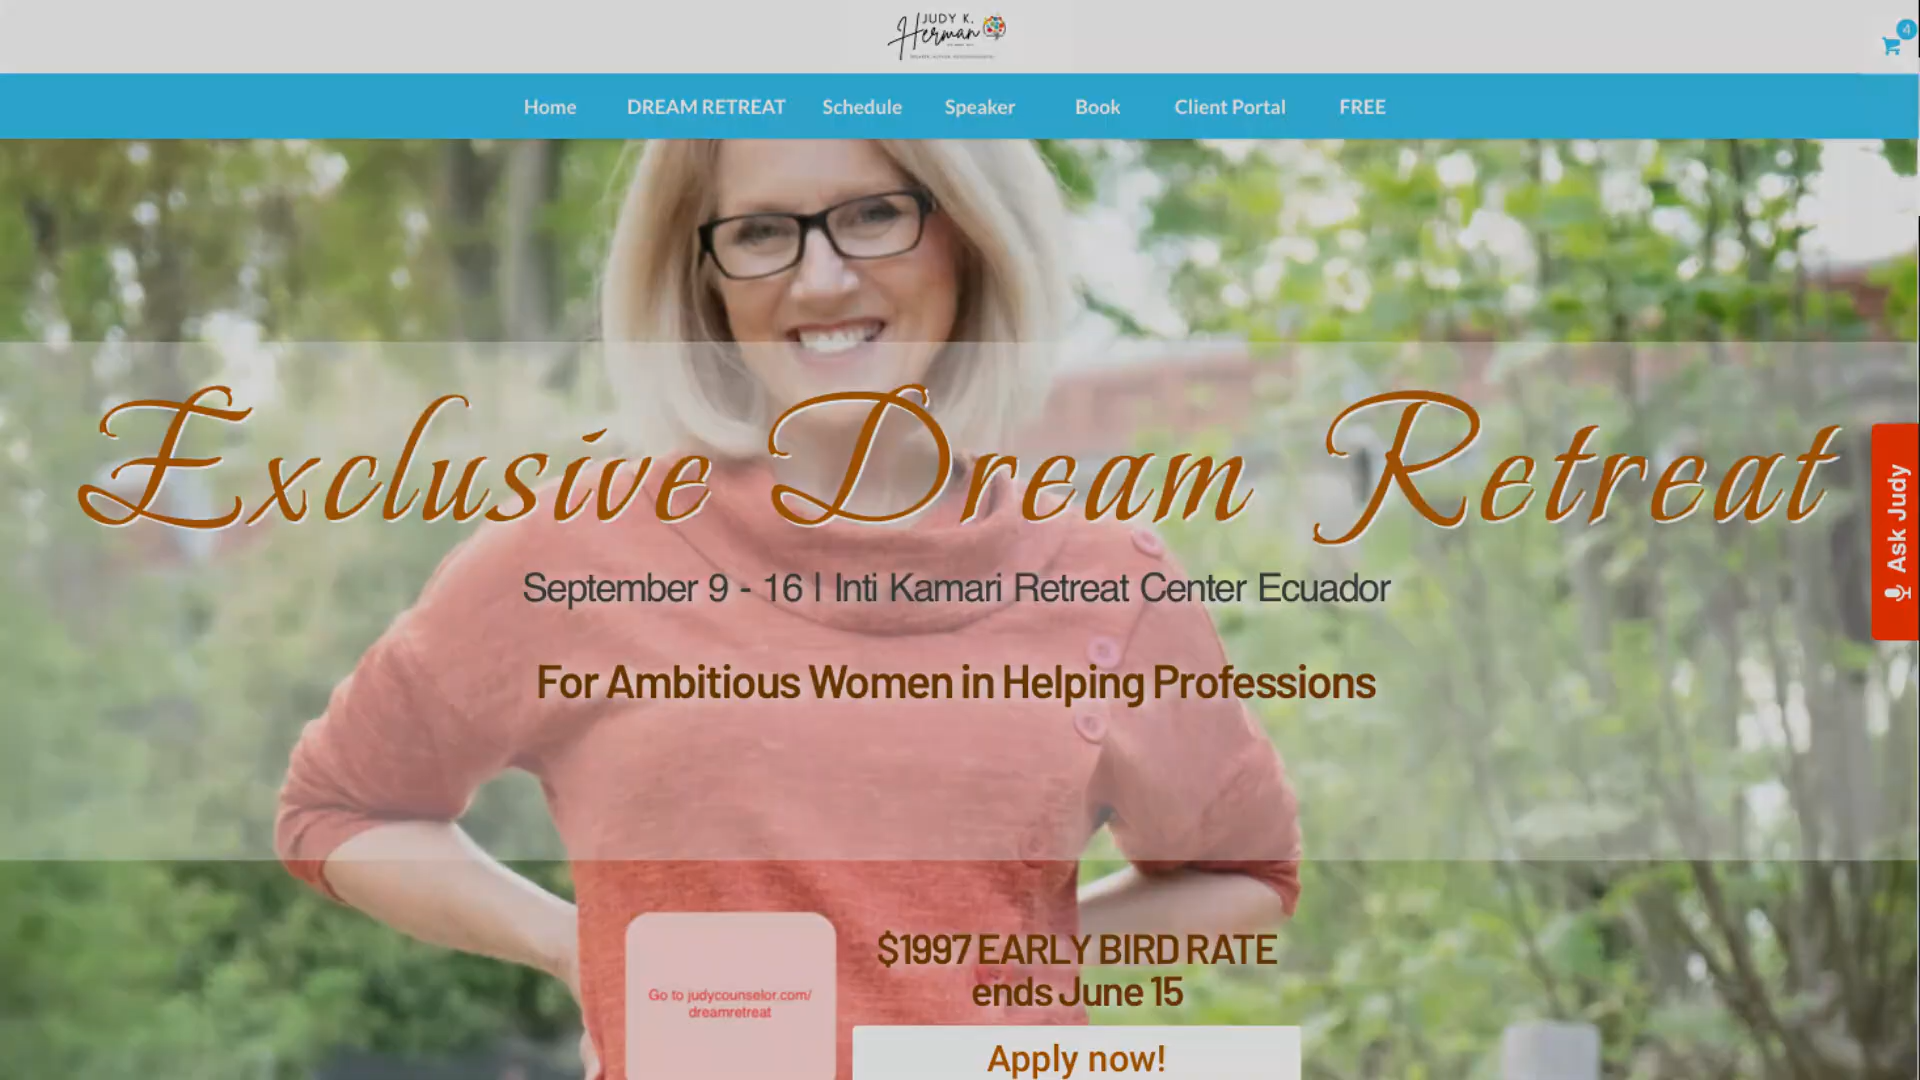 JUDY K.
Herman
4
Home DREAM RETREAT Schedule Speaker Book Client Portal FREE
Exclusive Dream Retreat
September 9 - 16 | Inti Kamari Retreat Center Ecuador
For Ambitious Women in Helping Professions
Ask Judy
$1997 EARLY BIRD RATE
ends June 15
Go to judycounselor.com/
dreamretreat
Apply now!